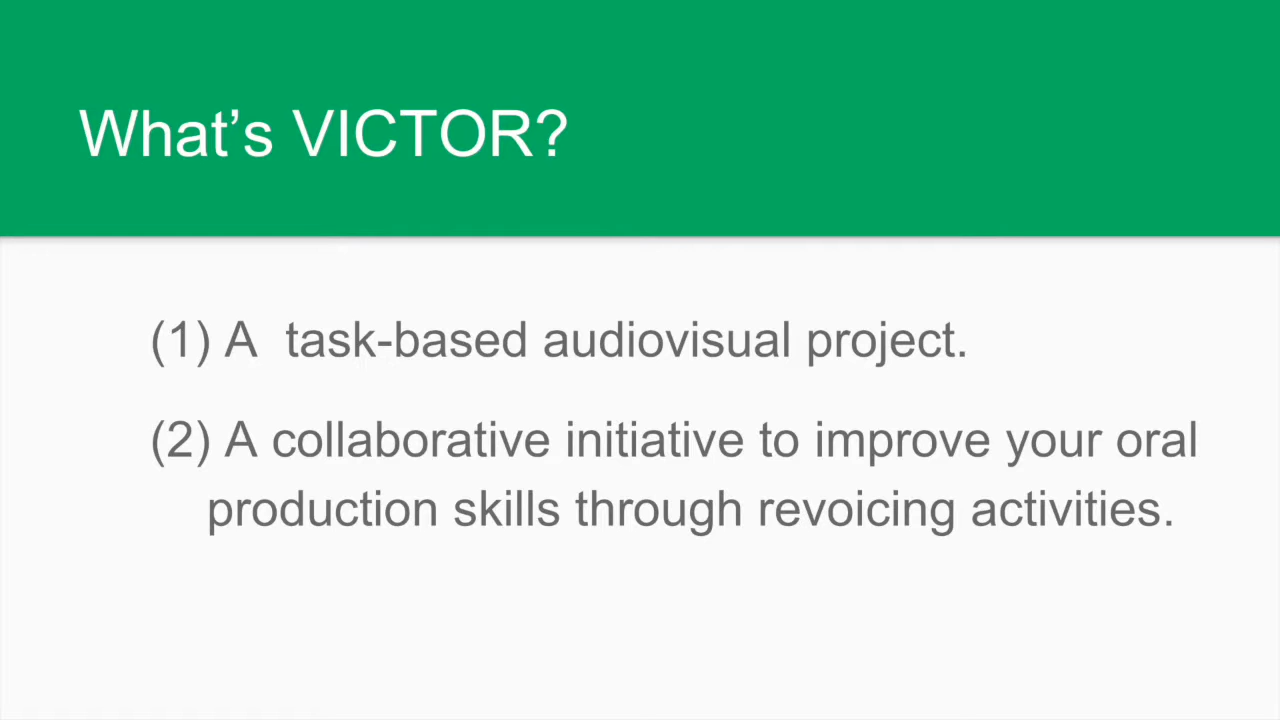 What’s VICTOR?
(1) A  task-based audiovisual project.
(2) A collaborative initiative to improve your oral
production skills through revoicing activities.